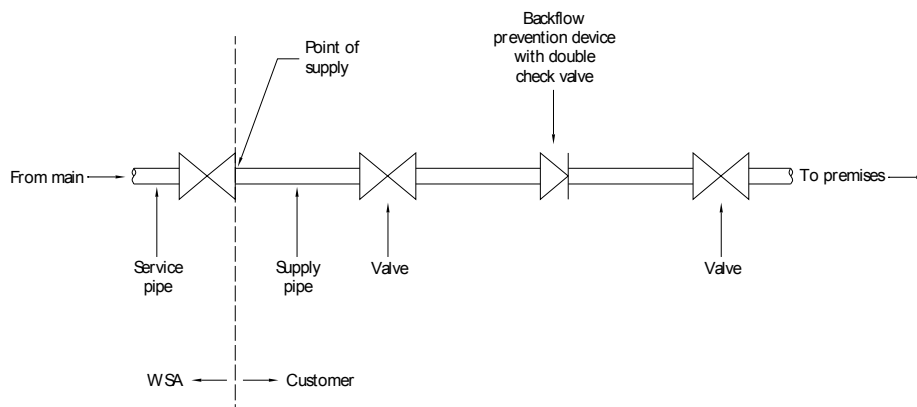 Backflow
prevention device
with double
check valve
Point of
supply
From main
To premises
Service
pipe
Supply
pipe
Valve
Valve
WSA
Customer